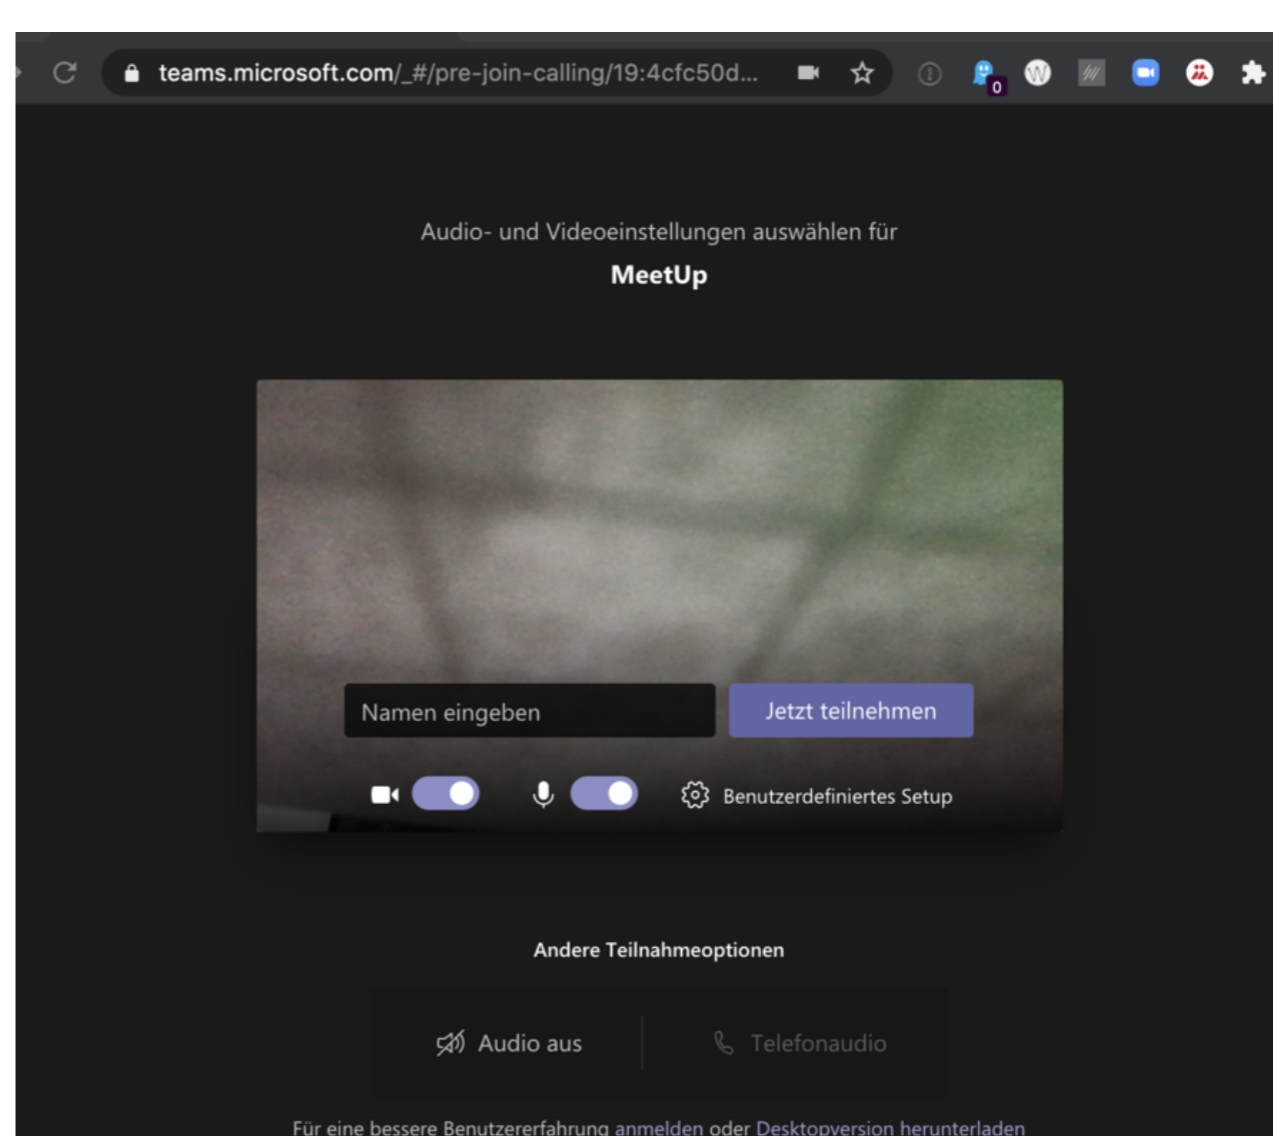 teams.microsoft.com/_#/pre-join-calling/19:4cfc50d...
0
W
Audio- und Videoeinstellungen auswählen für
MeetUp
Namen eingeben
Jetzt teilnehmen
Benutzerdefiniertes Setup
Andere Teilnahmeoptionen
Audio aus
Telefonaudio
Für eine bessere Benutzererfahrung anmelden oder Desktopversion herunterladen